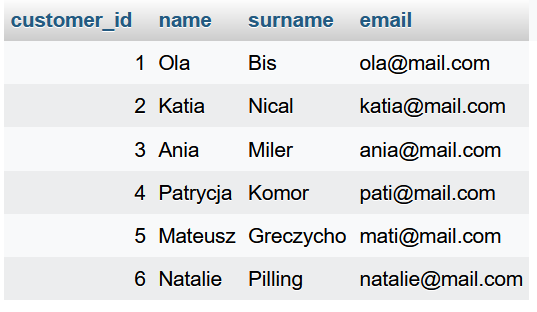 customer_id name surname email
1 Ola Bis ola@mail.com
2 Katia Nical katia@mail.com
3 Ania Miler ania@mail.com
4 Patrycja Komor pati@mail.com
5 Mateusz Greczycho mati@mail.com
6 Natalie Pilling natalie@mail.com